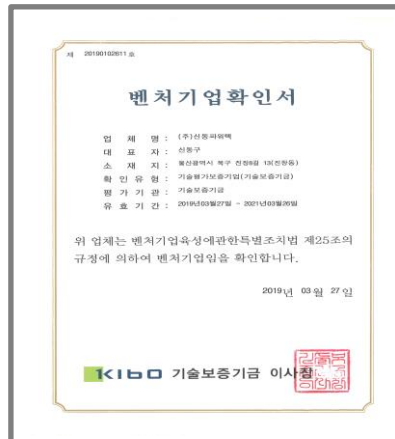 제 20190102611 호
벤처기업확인서
업 체 명 : (주)신동파워텍
대 표 자 : 신동구
소 재 지 : 울산광역시 북구 진장8길 13(진장동)
확 인 유 형 : 기술평가보증기업(기술보증기금)
평 가 기 관 : 기술보증기금
유 효 기 간 : 2019년03월27일 ~ 2021년03월26일
위 업체는 벤처기업육성에관한특별조치법 제25조의
규정에 의하여 벤처기업임을 확인합니다.
2019년 03월 27일
KIBO 기술보증기금 이사장